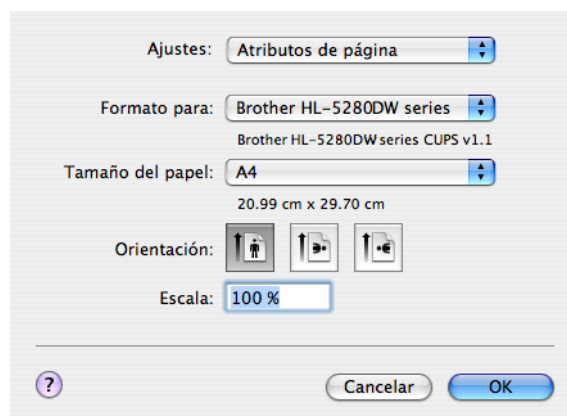 Ajustes: Atributos de página
Formato para: Brother HL-5280DW series
Brother HL-5280DW series CUPS v1.1
Tamaño del papel: A4
20.99 cm x 29.70 cm
Orientación:
Escala: 100 %
? Cancelar OK